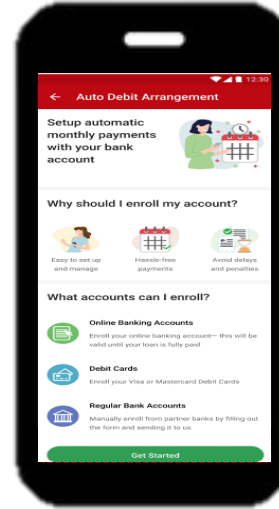 12:30
← Auto Debit Arrangement
Setup automatic
monthly payments
with your bank
account
Why should I enroll my account?
Easy to set up
and manage
Hassle-free
payments
Avoid delays
and penalties
What accounts can I enroll?
Online Banking Accounts
Enroll your online banking account— this will be
valid until your loan is fully paid
Debit Cards
Enroll your Visa or Mastercard Debit Cards
Regular Bank Accounts
Manually enroll from partner banks by filling out
the form and sending it to us
Get Started